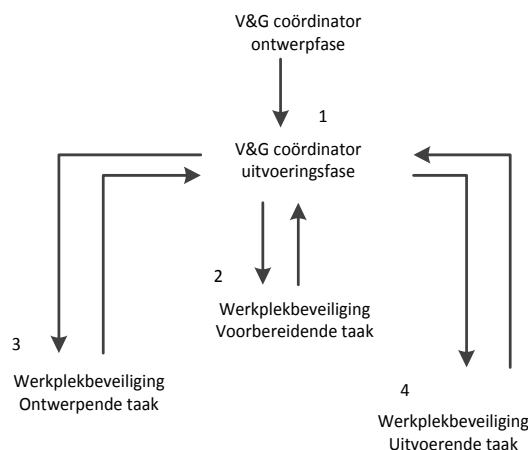 V&G coördinator
ontwerpfase
1
V&G coördinator
uitvoeringsfase
2
Werkplekbeveiliging
Voorbereidende taak
3
Werkplekbeveiliging
Ontwerpende taak
4
Werkplekbeveiliging
Uitvoerende taak